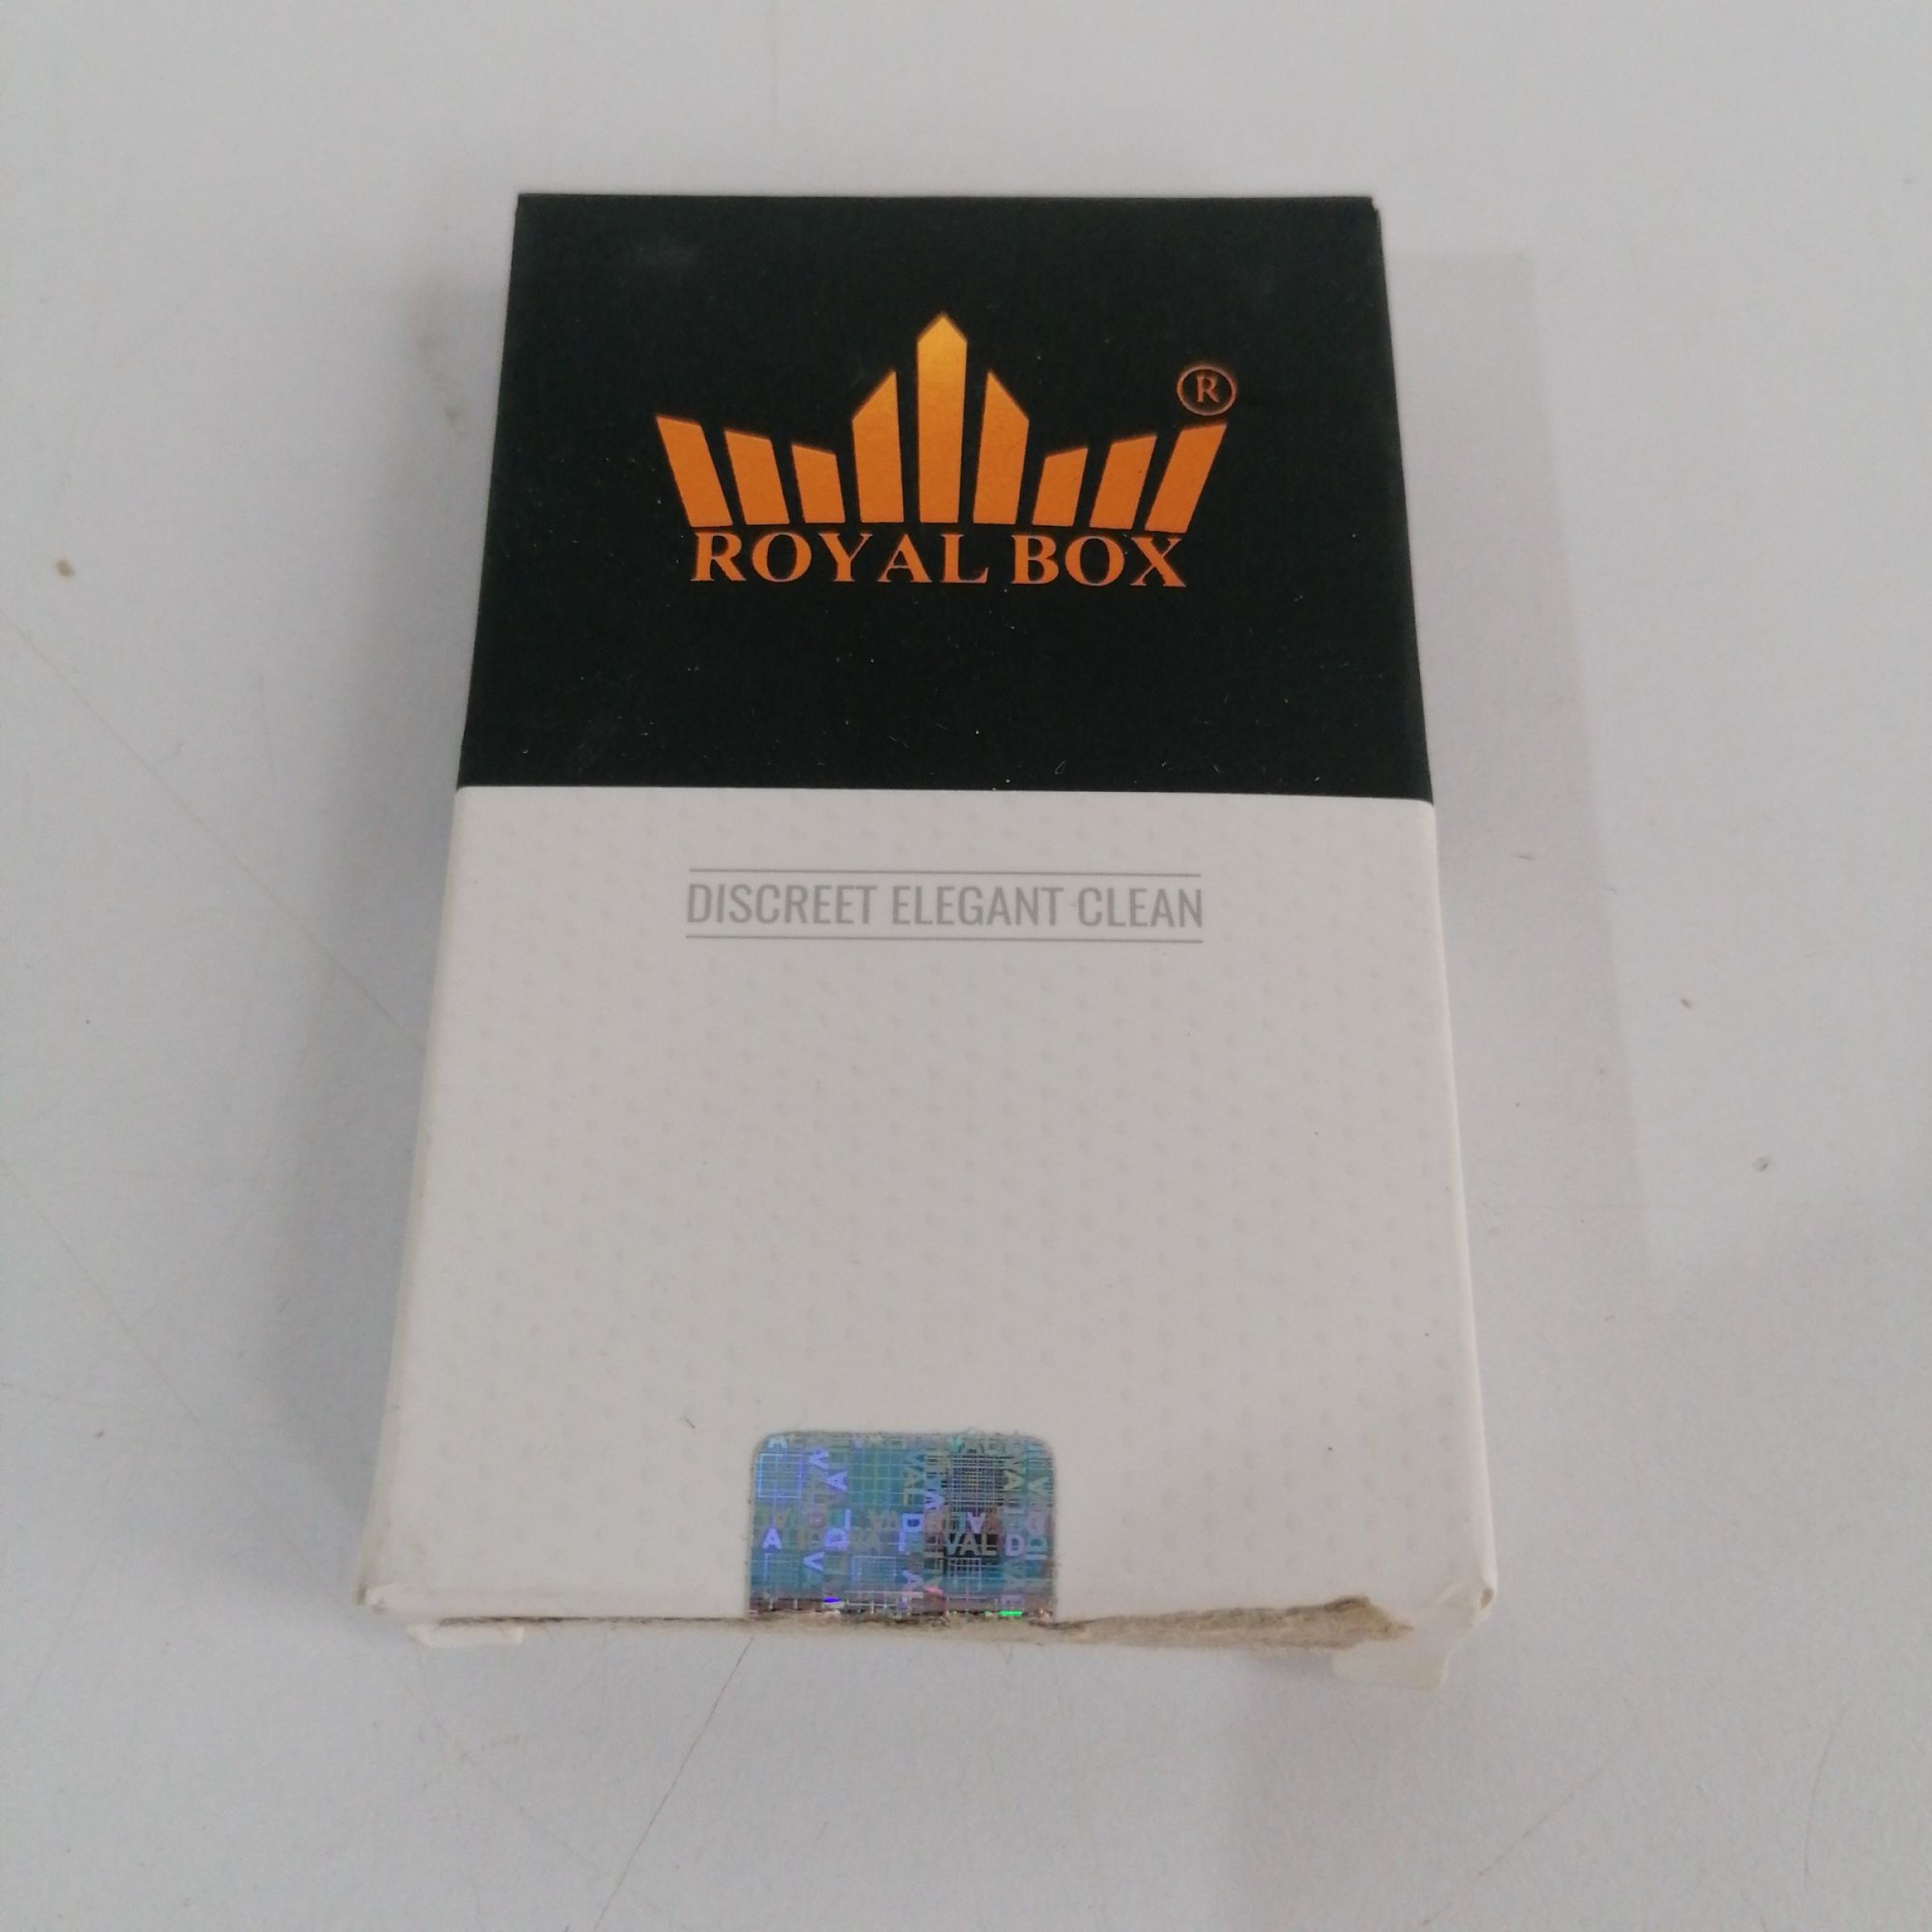 ®
ROYAL BOX
DISCREET ELEGANT CLEAN